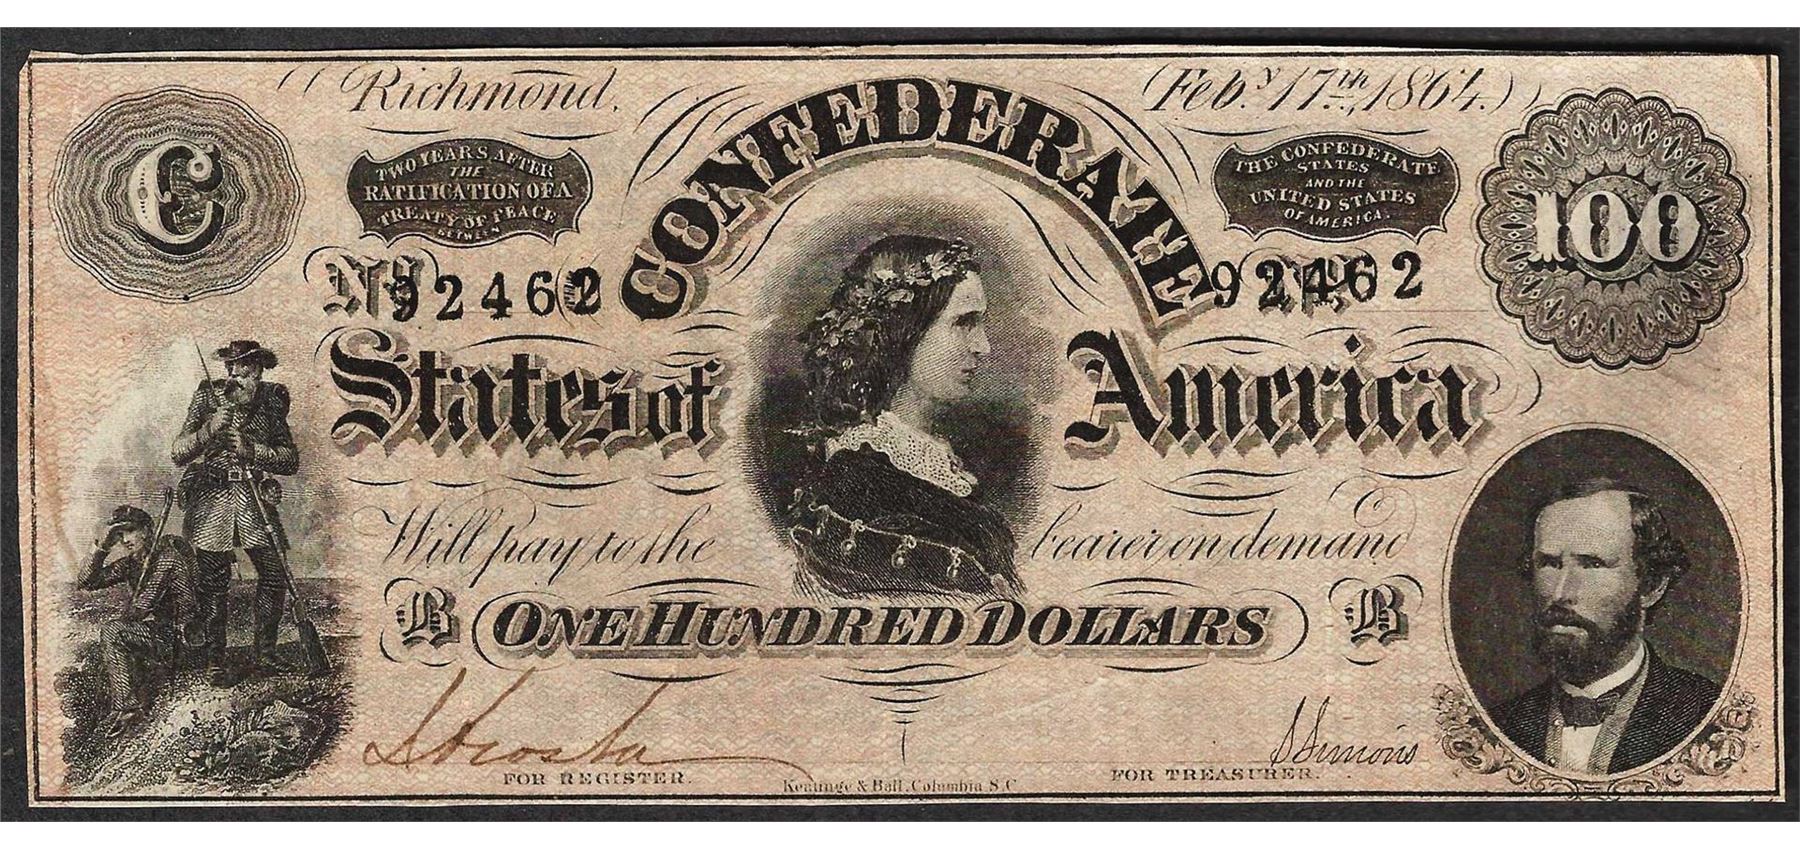 Richmond,
(Feb.y 17th, 1864.)
C
TWO YEARS AFTER
THE
RATIFICATION OF A
TREATY OF PEACE
BETWEEN
THE CONFEDERATE
STATES
AND THE
UNITED STATES
OF AMERICA.
100
CONFEDERATE
No 92462
No 92462
States of America
Will pay to the bearer on demand
B ONE HUNDRED DOLLARS B
FOR REGISTER.
Keatinge & Ball, Columbia S.C.
FOR TREASURER.